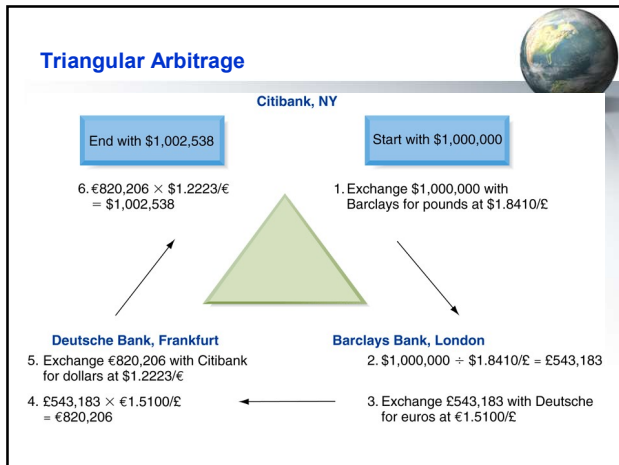 Triangular Arbitrage
Citibank, NY
End with $1,002,538
Start with $1,000,000
6. €820,206 × $1.2223/€
= $1,002,538
1. Exchange $1,000,000 with
Barclays for pounds at $1.8410/£
Deutsche Bank, Frankfurt
5. Exchange €820,206 with Citibank
for dollars at $1.2223/€
4. £543,183 × €1.5100/£
= €820,206
Barclays Bank, London
2. $1,000,000 ÷ $1.8410/£ = £543,183
3. Exchange £543,183 with Deutsche
for euros at €1.5100/£